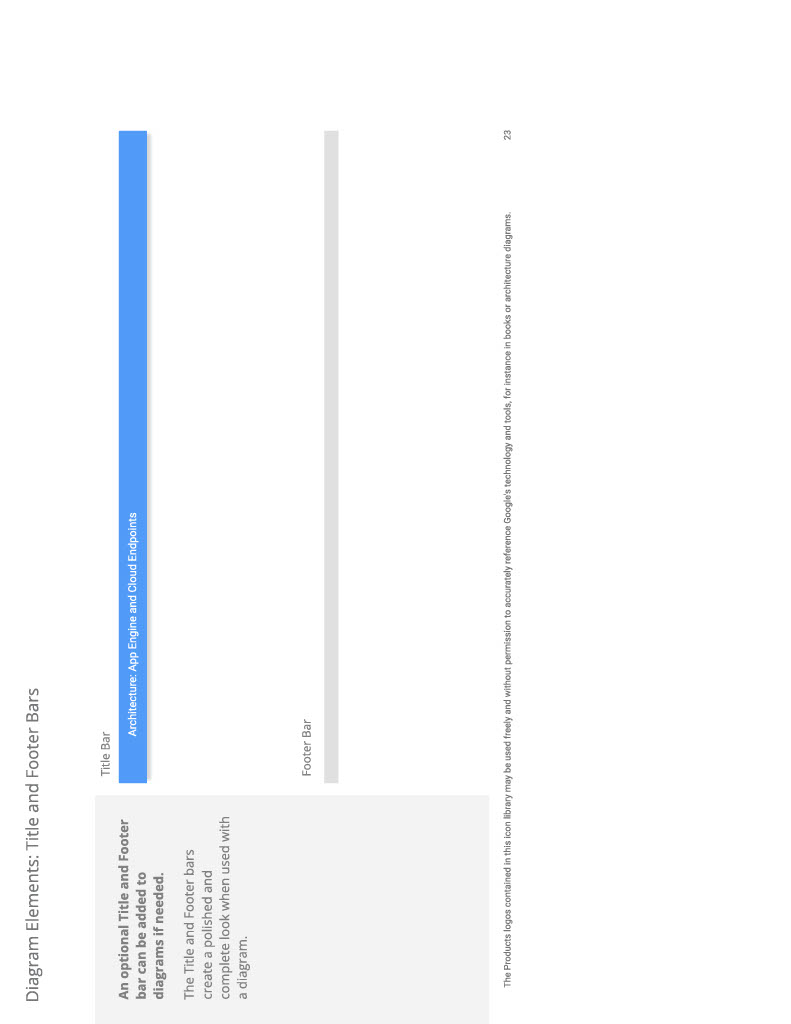 Diagram Elements: Title and Footer Bars
An optional Title and Footer
bar can be added to
diagrams if needed.
The Title and Footer bars
create a polished and
complete look when used with
a diagram.
Title Bar
Architecture: App Engine and Cloud Endpoints
Footer Bar
The Products logos contained in this icon library may be used freely and without permission to accurately reference Google's technology and tools, for instance in books or architecture diagrams.
23